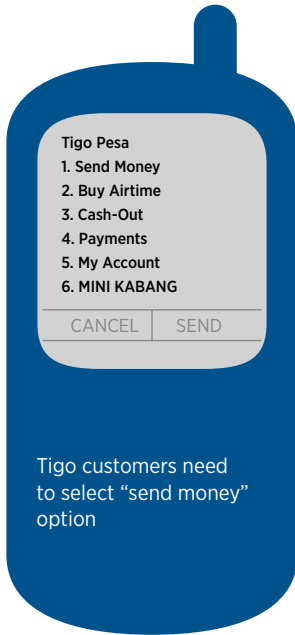 Tigo Pesa
1. Send Money
2. Buy Airtime
3. Cash-Out
4. Payments
5. My Account
6. MINI KABANG
CANCEL SEND
Tigo customers need
to select “send money”
option